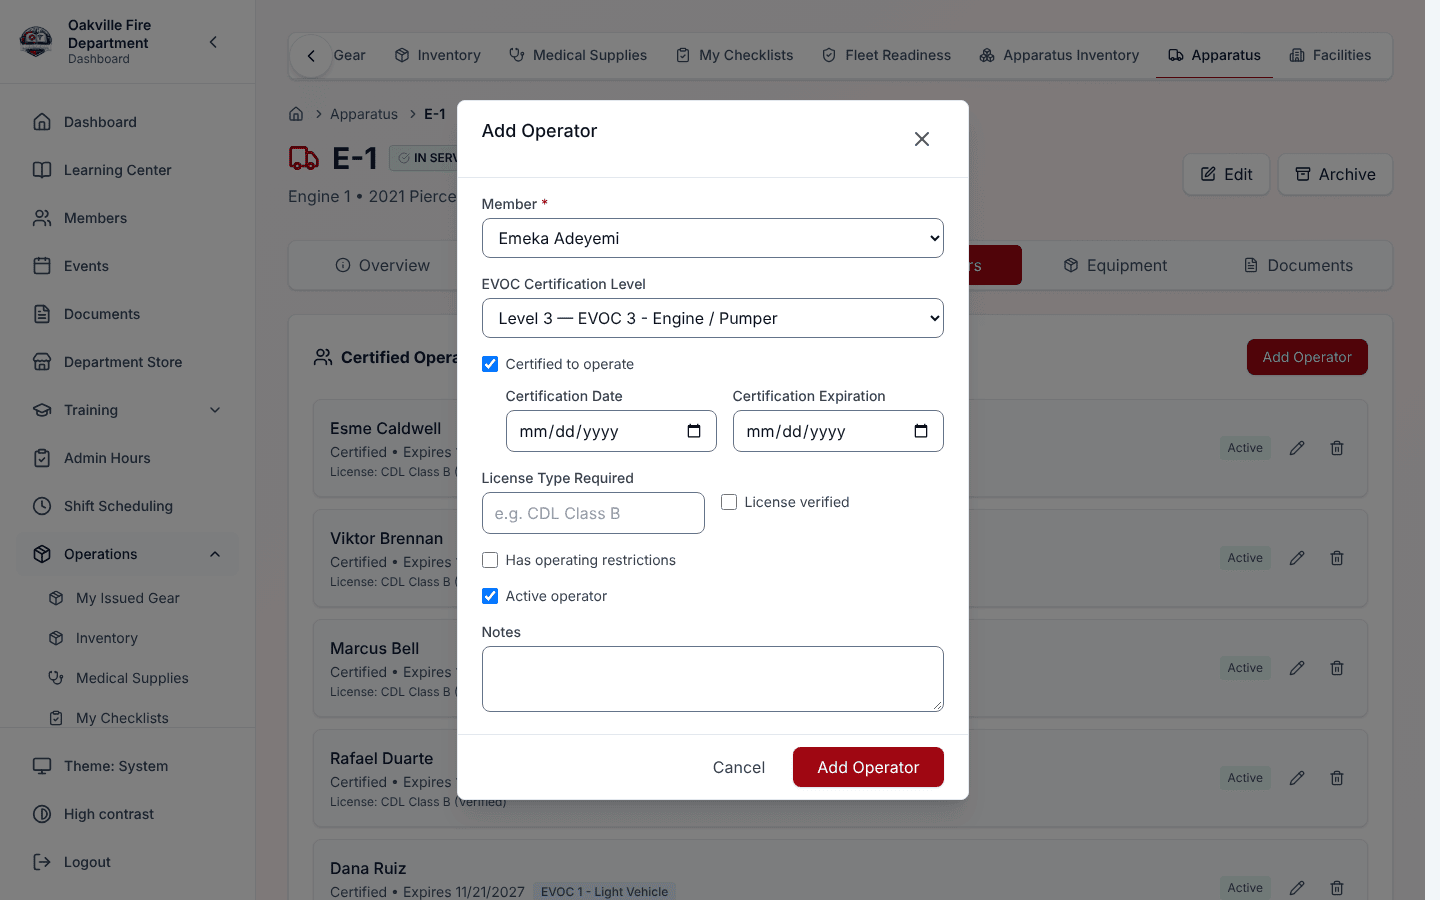 Oakville Fire
Department
Dashboard
Dashboard
Learning Center
Members
Events
Documents
Department Store
Training
Admin Hours
Shift Scheduling
Operations
My Issued Gear
Inventory
Medical Supplies
My Checklists
Theme: System
High contrast
Logout
Gear
Inventory
Medical Supplies
My Checklists
Fleet Readiness
Apparatus Inventory
Apparatus
Facilities
Apparatus
E-1
E-1
IN SERV
Engine 1 • 2021 Pierce
Edit
Archive
Overview
rs
Equipment
Documents
Certified Opera
Add Operator
Esme Caldwell
Certified • Expires
License: CDL Class B
Active
Viktor Brennan
Certified • Expires
License: CDL Class B
Active
Marcus Bell
Certified • Expires
License: CDL Class B
Active
Rafael Duarte
Certified • Expires
License: CDL Class B (Verified)
Active
Dana Ruiz
Certified • Expires 11/21/2027
EVOC 1 - Light Vehicle
Active
Add Operator
Member *
Emeka Adeyemi
EVOC Certification Level
Level 3 — EVOC 3 - Engine / Pumper
Certified to operate
Certification Date
Certification Expiration
mm/dd/yyyy
mm/dd/yyyy
License Type Required
e.g. CDL Class B
License verified
Has operating restrictions
Active operator
Notes
Cancel
Add Operator